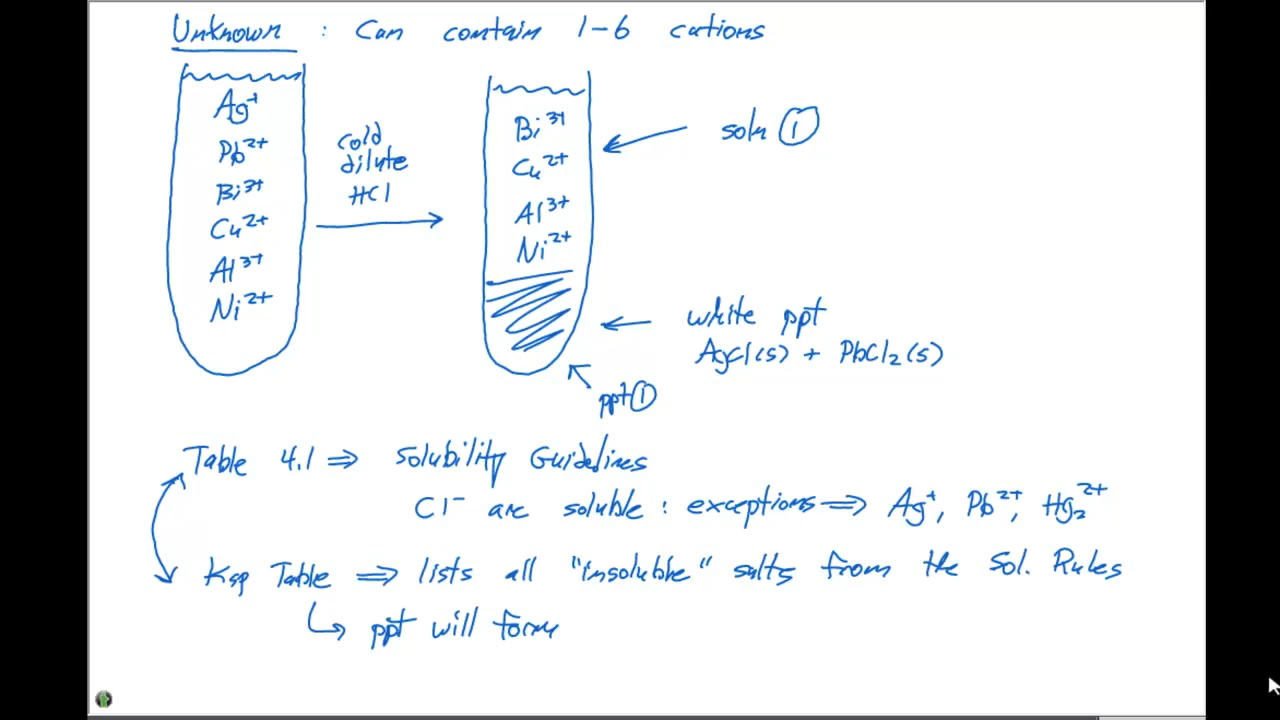 Unknown : Can contain 1-6 cations
Ag⁺
Pb²⁺
Bi³⁺
Cu²⁺
Al³⁺
Ni²⁺
cold
dilute
HCl
Bi³⁺
Cu²⁺
Al³⁺
Ni²⁺
soln ①
white ppt
AgCl(s) + PbCl₂(s)
ppt①
Table 4.1 ⇒ Solubility Guidelines
Cl⁻ are soluble : exceptions ⇒ Ag⁺, Pb²⁺, Hg₂²⁺
Ksp Table ⇒ lists all "insoluble" salts from the Sol. Rules
↳ ppt will form